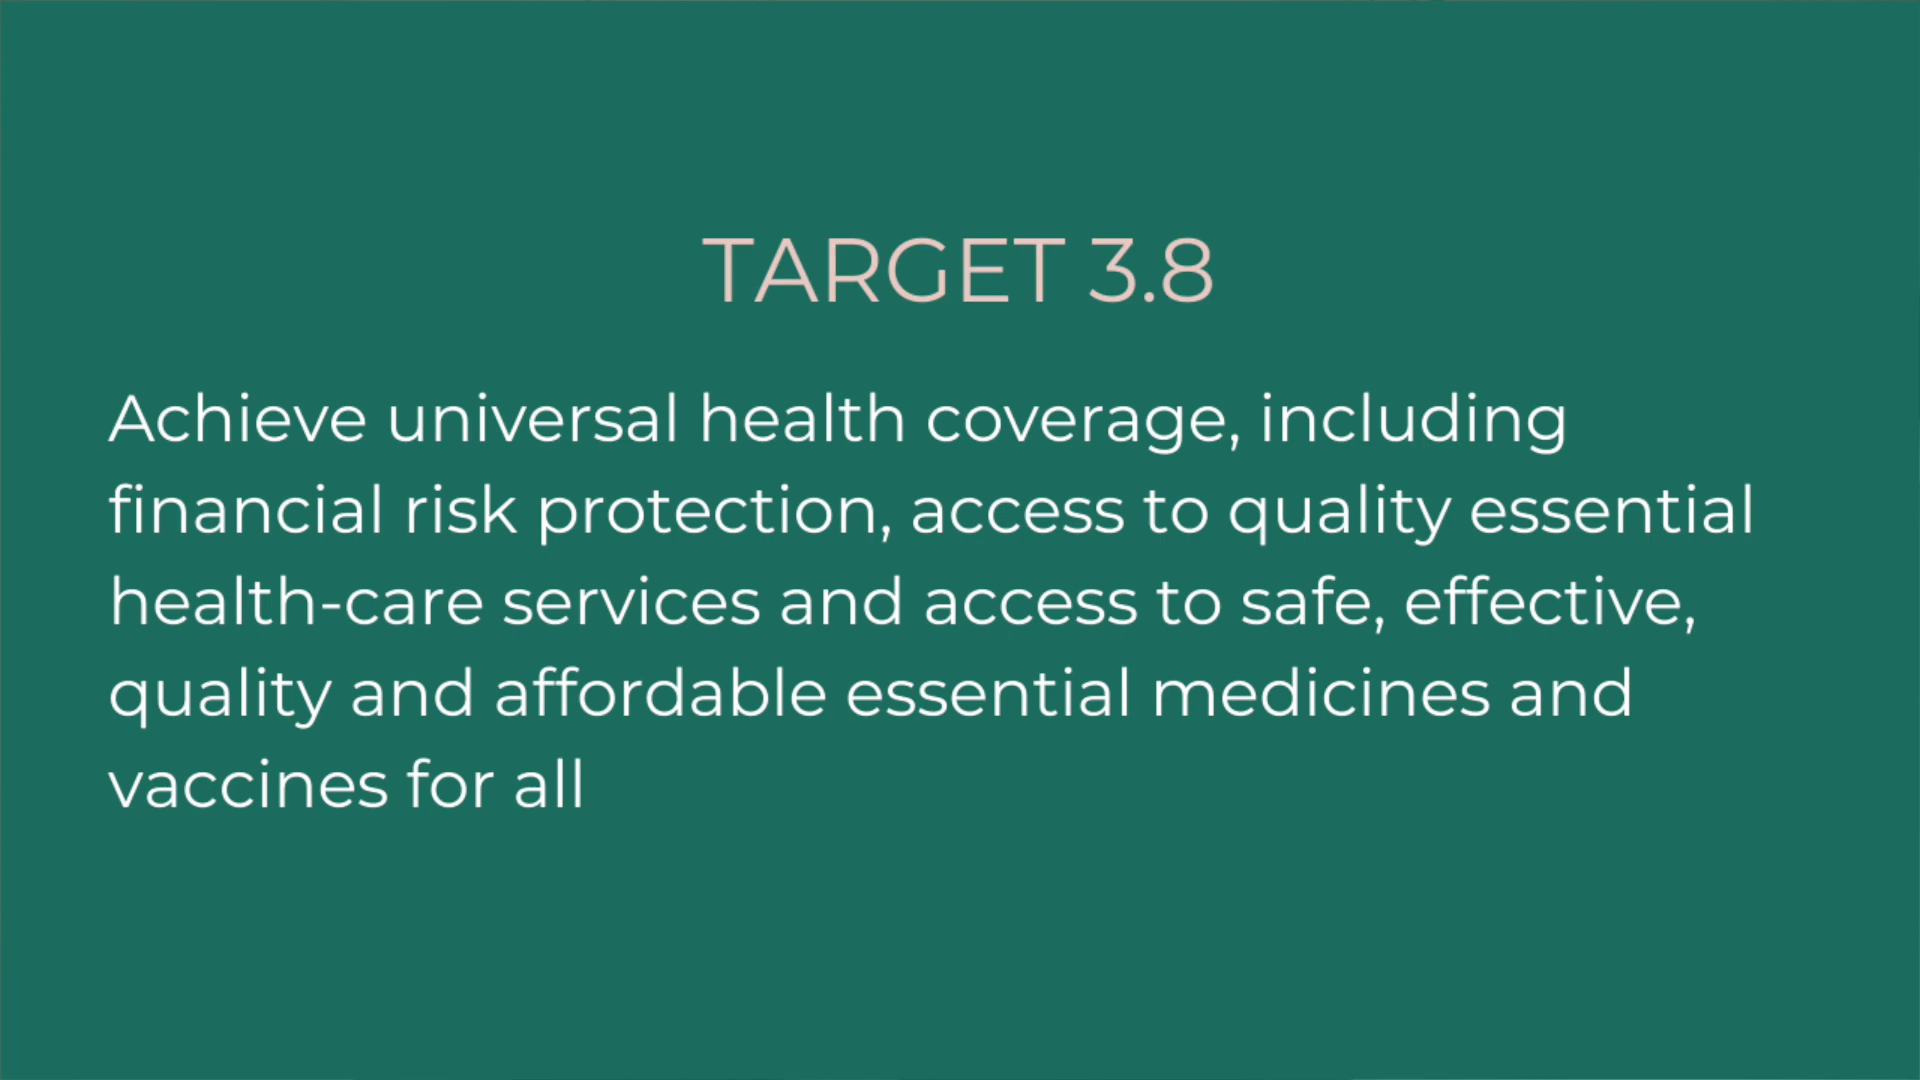 TARGET 3.8
Achieve universal health coverage, including
financial risk protection, access to quality essential
health-care services and access to safe, effective,
quality and affordable essential medicines and
vaccines for all